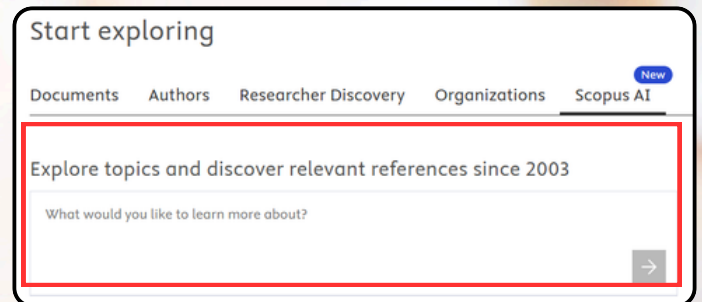 Start exploring
New
Documents Authors Researcher Discovery Organizations Scopus AI
Explore topics and discover relevant references since 2003
What would you like to learn more about?